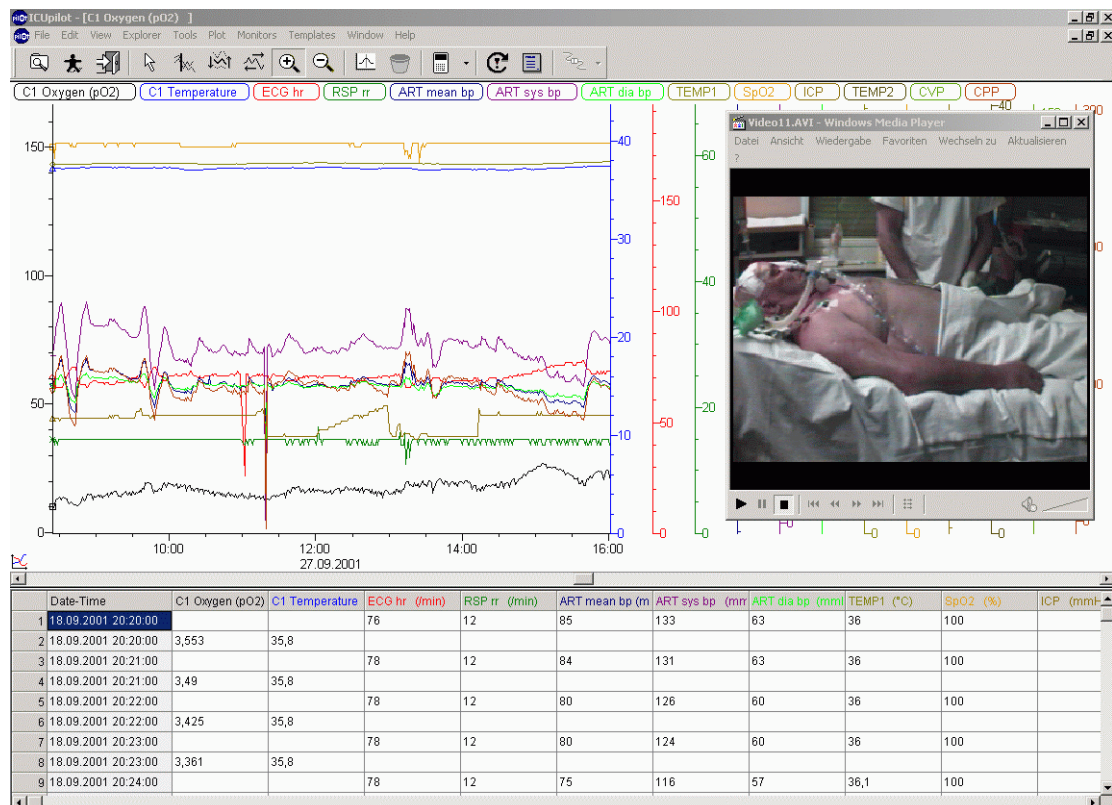 ICUpilot - [C1 Oxygen (pO2) ]
File Edit View Explorer Tools Plot Monitors Templates Window Help
C1 Oxygen (pO2) C1 Temperature ECG hr RSP rr ART mean bp ART sys bp ART dia bp TEMP1 SpO2 ICP TEMP2 CVP CPP
Video11.AVI - Windows Media Player
Datei Ansicht Wiedergabe Favoriten Wechseln zu Aktualisieren
?
150 100 50 0
40 30 20 10 0
150 100 50 0
60 40 20 0
10:00 12:00 14:00 16:00
27.09.2001
Date-Time C1 Oxygen (pO2) C1 Temperature ECG hr (/min) RSP rr (/min) ART mean bp (m ART sys bp (mm ART dia bp (mmI TEMP1 (°C) SpO2 (%) ICP (mmH
1 18.09.2001 20:20:00 76 12 85 133 63 36 100
2 18.09.2001 20:20:00 3,553 35,8
3 18.09.2001 20:21:00 78 12 84 131 63 36 100
4 18.09.2001 20:21:00 3,49 35,8
5 18.09.2001 20:22:00 78 12 80 126 60 36 100
6 18.09.2001 20:22:00 3,425 35,8
7 18.09.2001 20:23:00 78 12 80 124 60 36 100
8 18.09.2001 20:23:00 3,361 35,8
9 18.09.2001 20:24:00 78 12 75 116 57 36,1 100